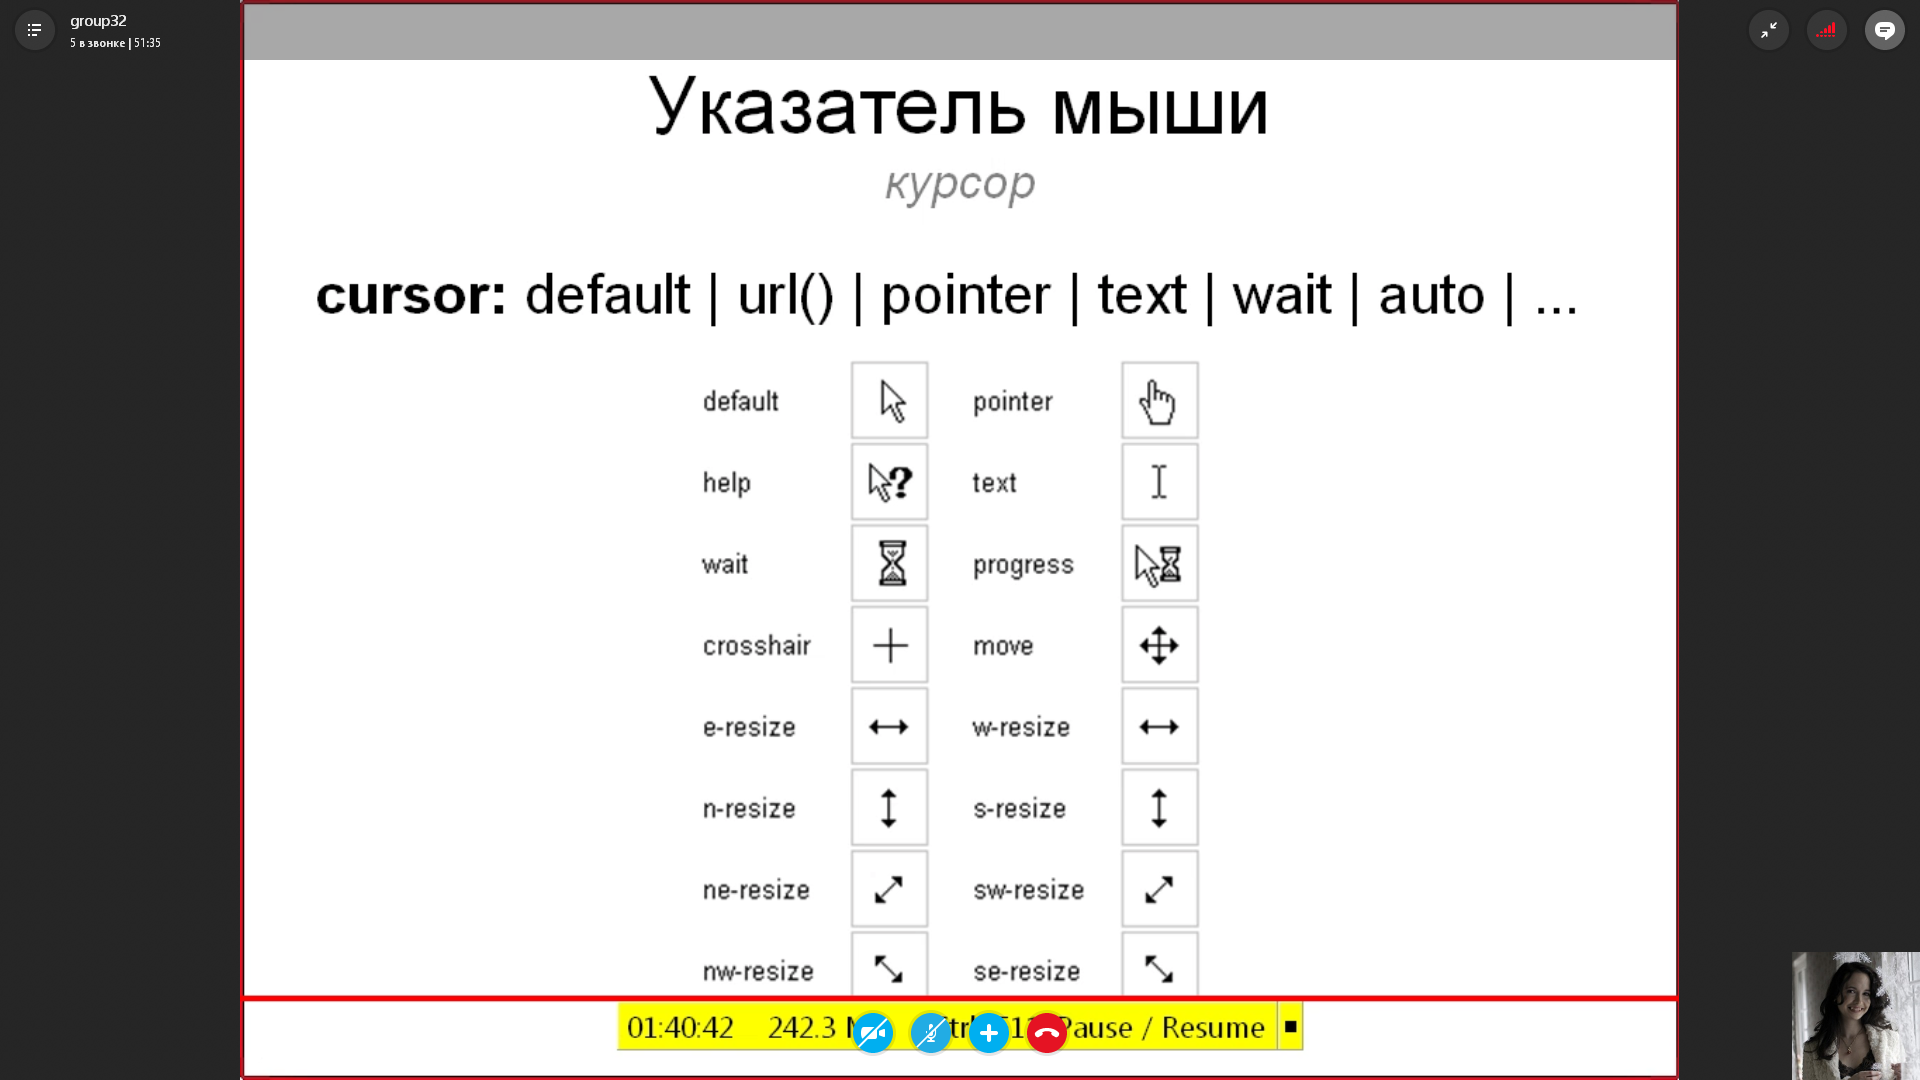 group32
5 в звонке | 51:35
Указатель мыши
курсор
cursor: default | url() | pointer | text | wait | auto | ...
default pointer
help text
wait progress
crosshair move
e-resize w-resize
n-resize s-resize
ne-resize sw-resize
nw-resize se-resize
01:40:42 242.3 Pause / Resume